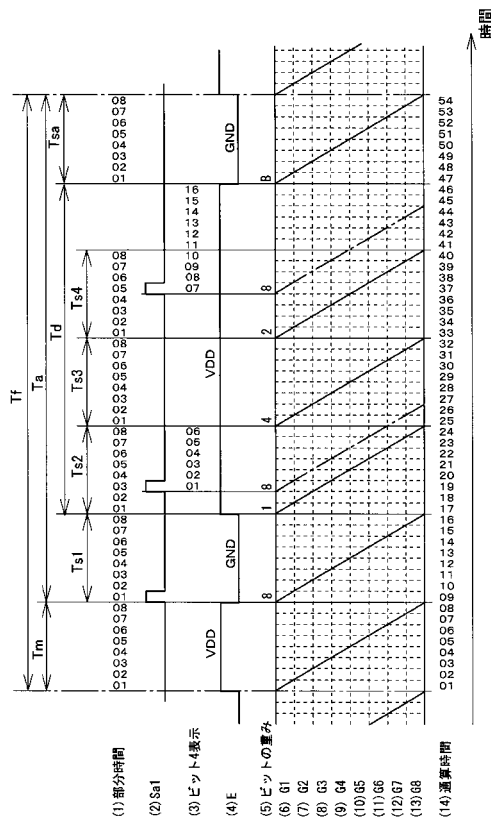 Tf
Ta
Tm
Td
Tsa
Ts1
Ts2
Ts3
Ts4
(1)部分時間
01 02 03 04 05 06 07 08
01 02 03 04 05 06 07 08
01 02 03 04 05 06 07 08
01 02 03 04 05 06 07 08
01 02 03 04 05 06 07 08
01 02 03 04 05 06 07 08
(2)Sa1
(3)ビット4表示
01 02 03 04 05 06
07 08 09 10 11 12 13 14 15 16
(4)E
VDD
GND
VDD
GND
(5)ビットの重み
8
1
8
4
2
8
B
(6) G1
(7) G2
(8) G3
(9) G4
(10)G5
(11)G6
(12)G7
(13)G8
(14)通算時間
01 02 03 04 05 06 07 08 09 10 11 12 13 14 15 16 17 18 19 20 21 22 23 24 25 26 27 28 29 30 31 32 33 34 35 36 37 38 39 40 41 42 43 44 45 46 47 48 49 50 51 52 53 54
時間